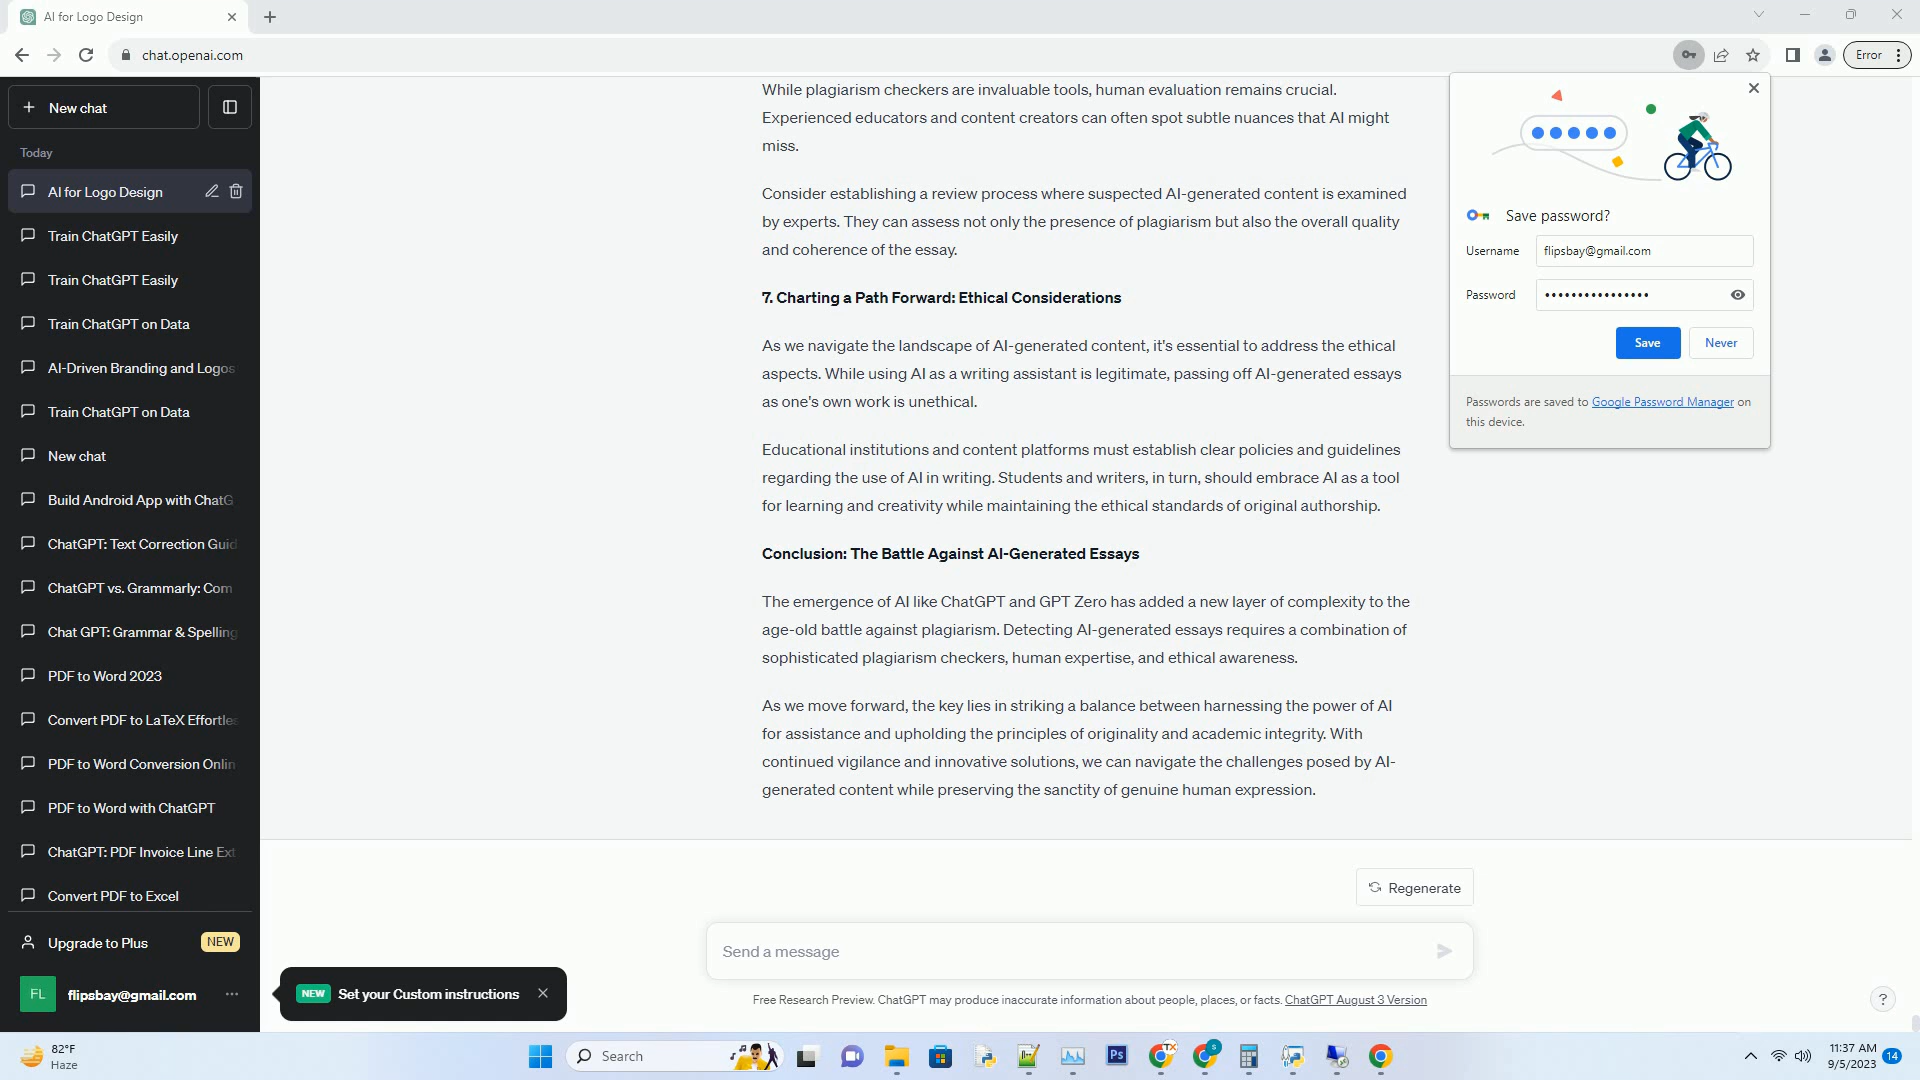 AI for Logo Design
chat.openai.com
Error
New chat
Today
AI for Logo Design
Train ChatGPT Easily
Train ChatGPT Easily
Train ChatGPT on Data
AI-Driven Branding and Logos
Train ChatGPT on Data
New chat
Build Android App with ChatG
ChatGPT: Text Correction Guid
ChatGPT vs. Grammarly: Com
Chat GPT: Grammar & Spelling
PDF to Word 2023
Convert PDF to LaTeX Effortle
PDF to Word Conversion Onlin
PDF to Word with ChatGPT
ChatGPT: PDF Invoice Line Ext
Convert PDF to Excel
Upgrade to Plus NEW
FL flipsbay@gmail.com
NEW Set your Custom instructions
While plagiarism checkers are invaluable tools, human evaluation remains crucial.
Experienced educators and content creators can often spot subtle nuances that AI might
miss.
Consider establishing a review process where suspected AI-generated content is examined
by experts. They can assess not only the presence of plagiarism but also the overall quality
and coherence of the essay.
7. Charting a Path Forward: Ethical Considerations
As we navigate the landscape of AI-generated content, it's essential to address the ethical
aspects. While using AI as a writing assistant is legitimate, passing off AI-generated essays
as one's own work is unethical.
Educational institutions and content platforms must establish clear policies and guidelines
regarding the use of AI in writing. Students and writers, in turn, should embrace AI as a tool
for learning and creativity while maintaining the ethical standards of original authorship.
Conclusion: The Battle Against AI-Generated Essays
The emergence of AI like ChatGPT and GPT Zero has added a new layer of complexity to the
age-old battle against plagiarism. Detecting AI-generated essays requires a combination of
sophisticated plagiarism checkers, human expertise, and ethical awareness.
As we move forward, the key lies in striking a balance between harnessing the power of AI
for assistance and upholding the principles of originality and academic integrity. With
continued vigilance and innovative solutions, we can navigate the challenges posed by AI-
generated content while preserving the sanctity of genuine human expression.
Regenerate
Send a message
Free Research Preview. ChatGPT may produce inaccurate information about people, places, or facts. ChatGPT August 3 Version
?
Save password?
Username flipsbay@gmail.com
Password ••••••••••••••••
Save Never
Passwords are saved to Google Password Manager on
this device.
82°F
Haze
Search
Ps
TX
S
11:37 AM
9/5/2023
14